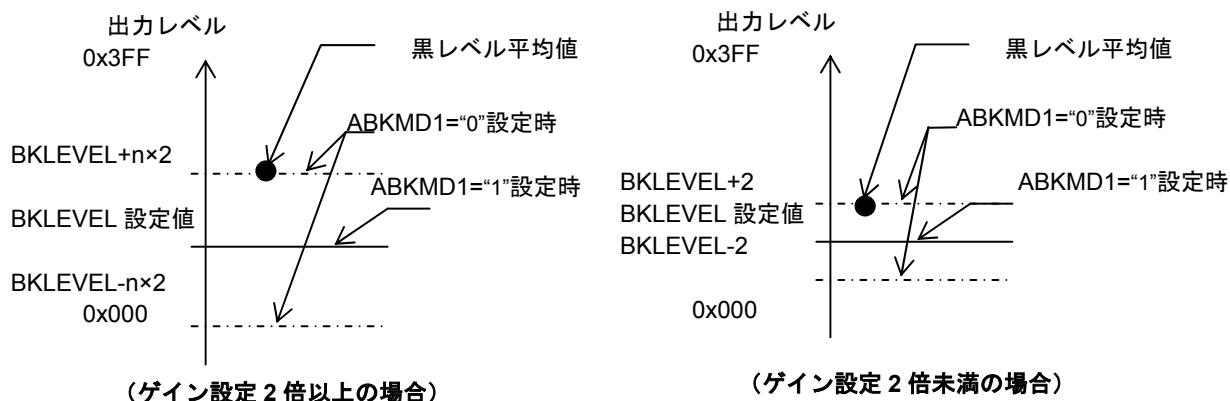 出力レベル
0x3FF
黒レベル平均値
ABKMD1=“0”設定時
BKLEVEL+n×2
ABKMD1=“1”設定時
BKLEVEL 設定値
BKLEVEL-n×2
0x000
（ゲイン設定 2 倍以上の場合）
出力レベル
0x3FF
黒レベル平均値
ABKMD1=“0”設定時
BKLEVEL+2
ABKMD1=“1”設定時
BKLEVEL 設定値
BKLEVEL-2
0x000
（ゲイン設定 2 倍未満の場合）